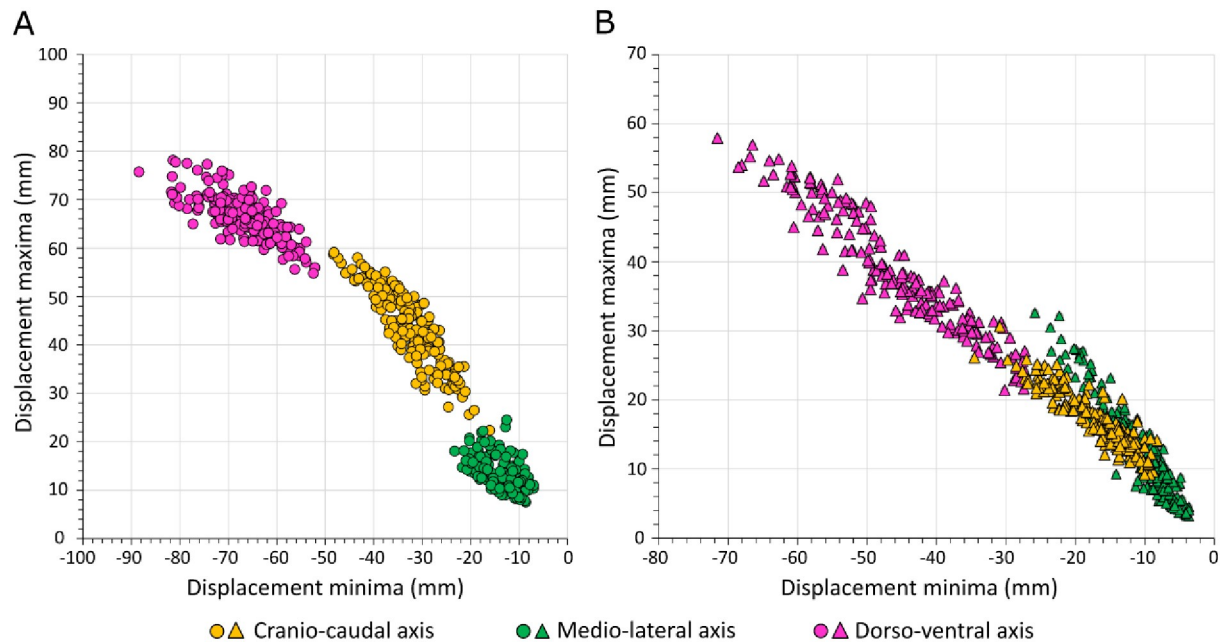 A
B
Displacement maxima (mm)
100
90
80
70
60
50
40
30
20
10
0
-100 -90 -80 -70 -60 -50 -40 -30 -20 -10 0
Displacement minima (mm)
Displacement maxima (mm)
70
60
50
40
30
20
10
0
-80 -70 -60 -50 -40 -30 -20 -10 0
Displacement minima (mm)
Cranio-caudal axis Medio-lateral axis Dorso-ventral axis